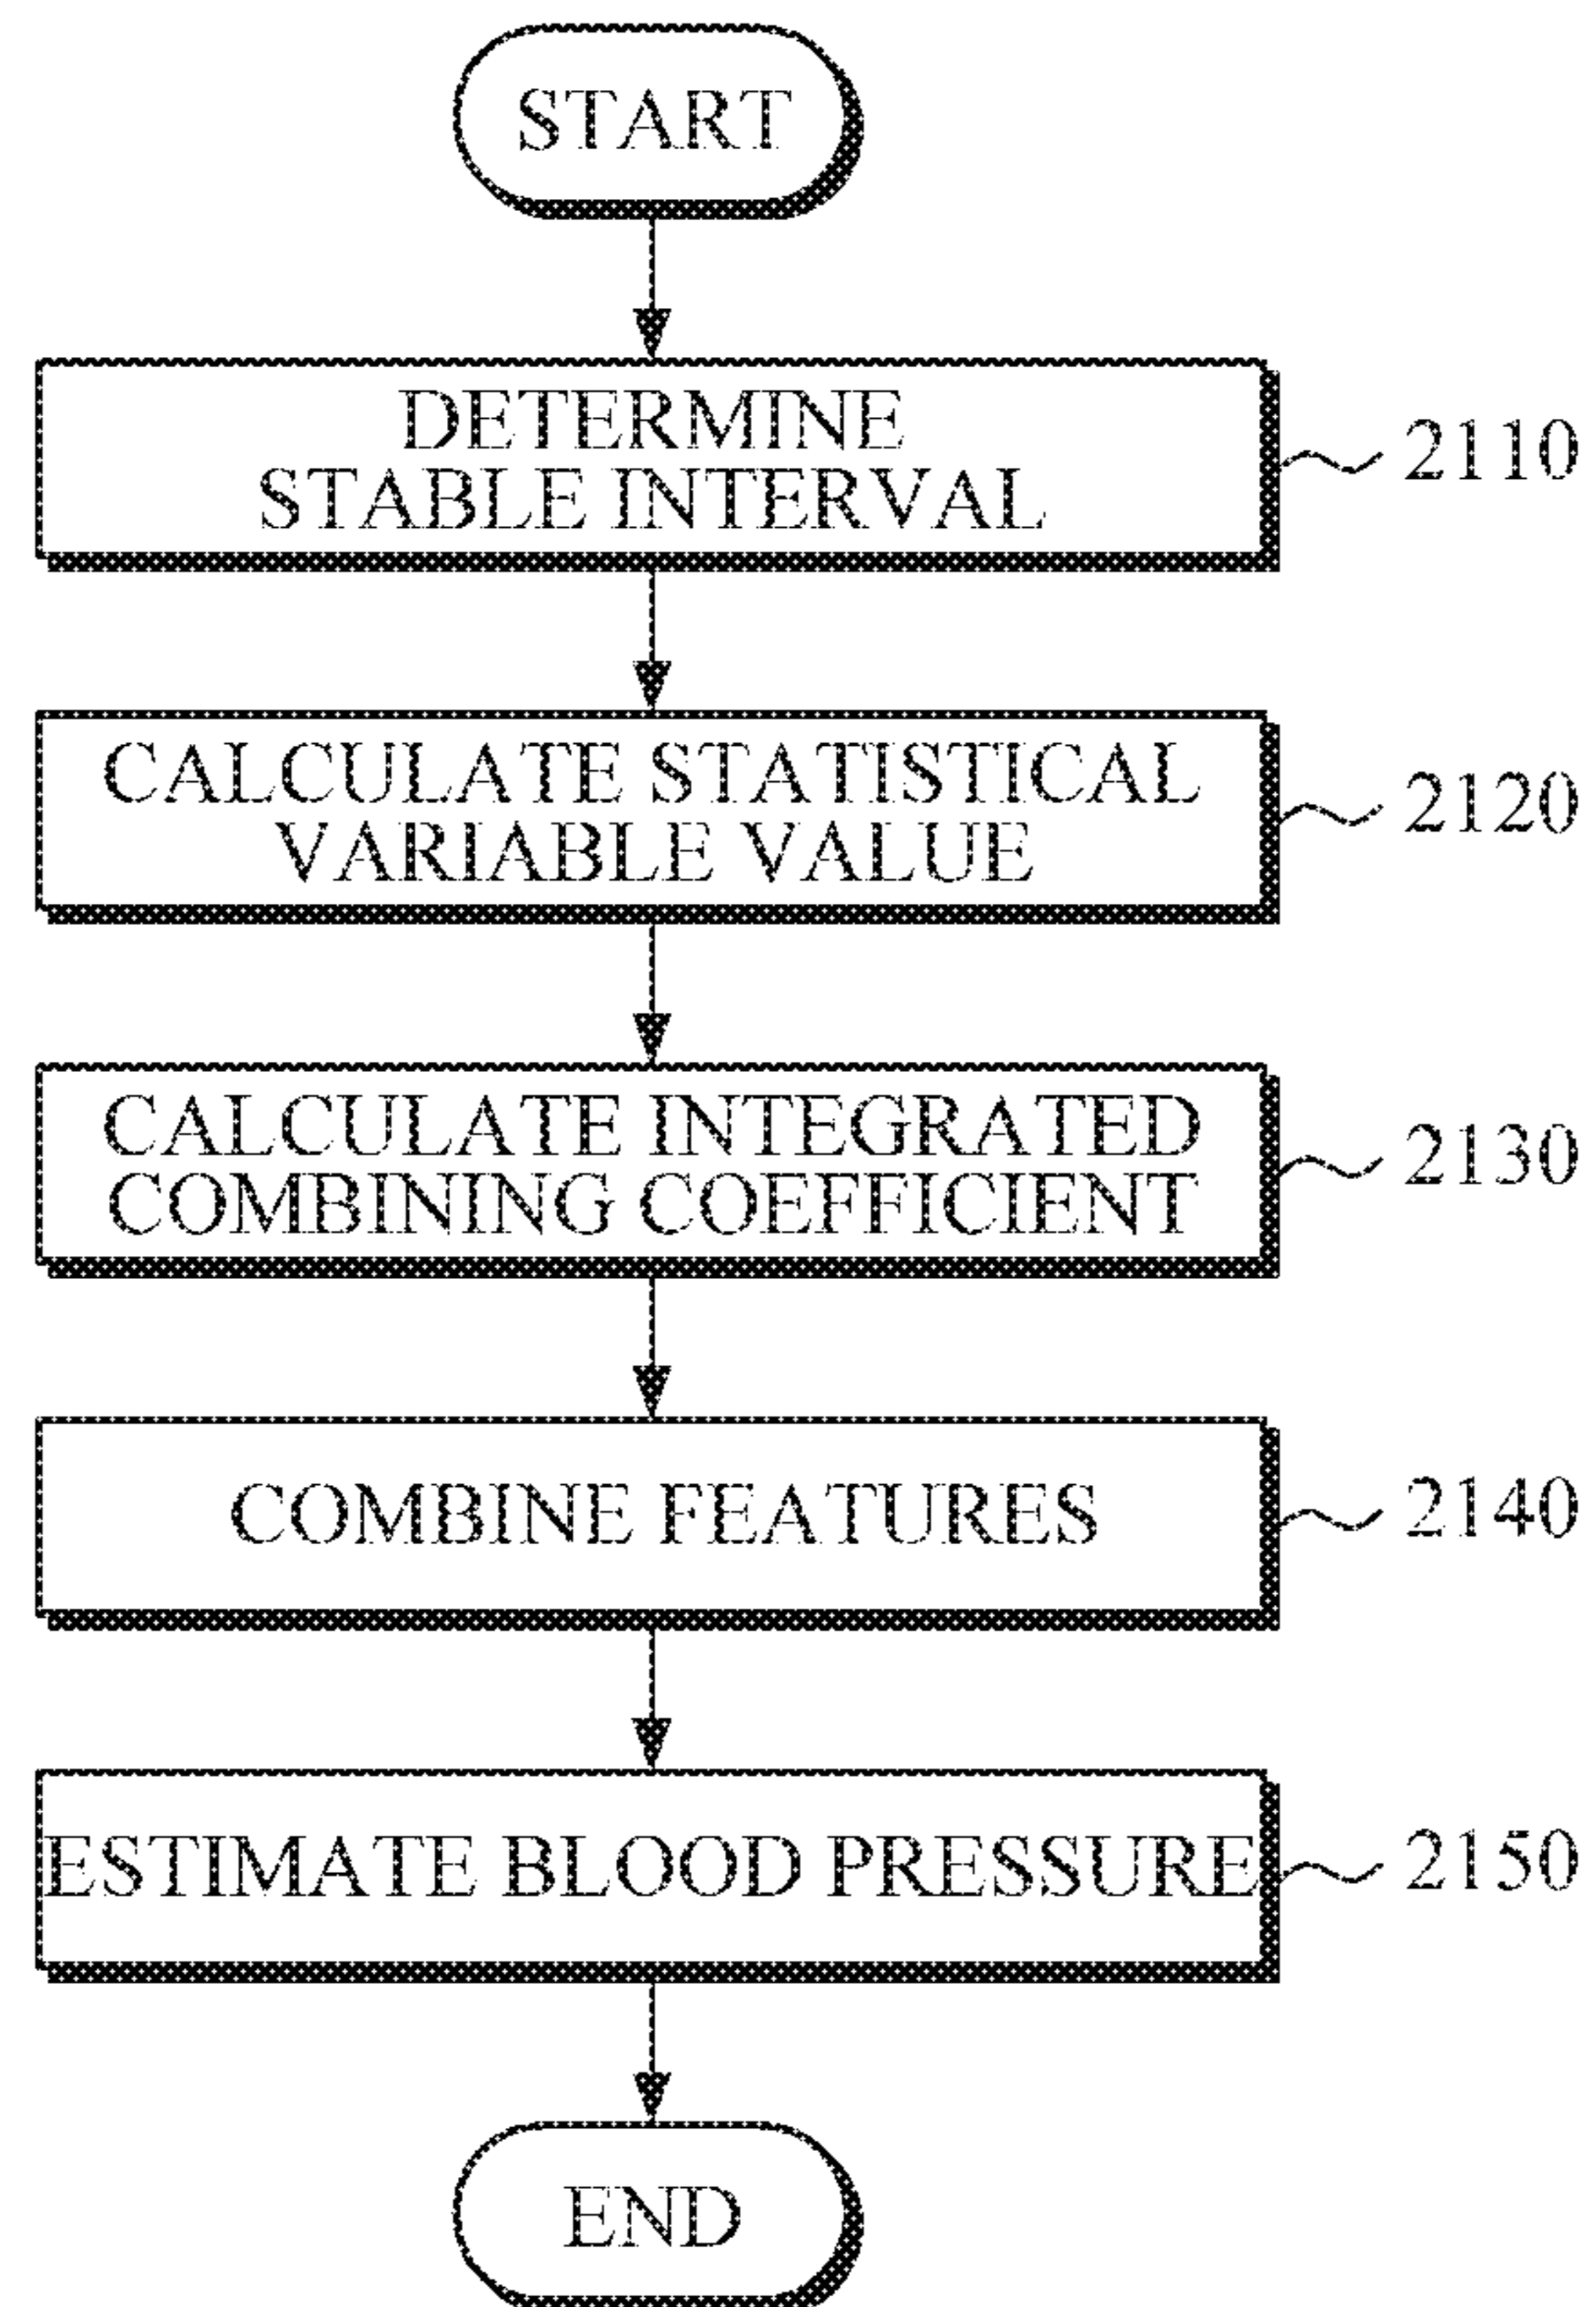 START
DETERMINE
STABLE INTERVAL
2110
CALCULATE STATISTICAL
VARIABLE VALUE
2120
CALCULATE INTEGRATED
COMBINING COEFFICIENT
2130
COMBINE FEATURES
2140
ESTIMATE BLOOD PRESSURE
2150
END